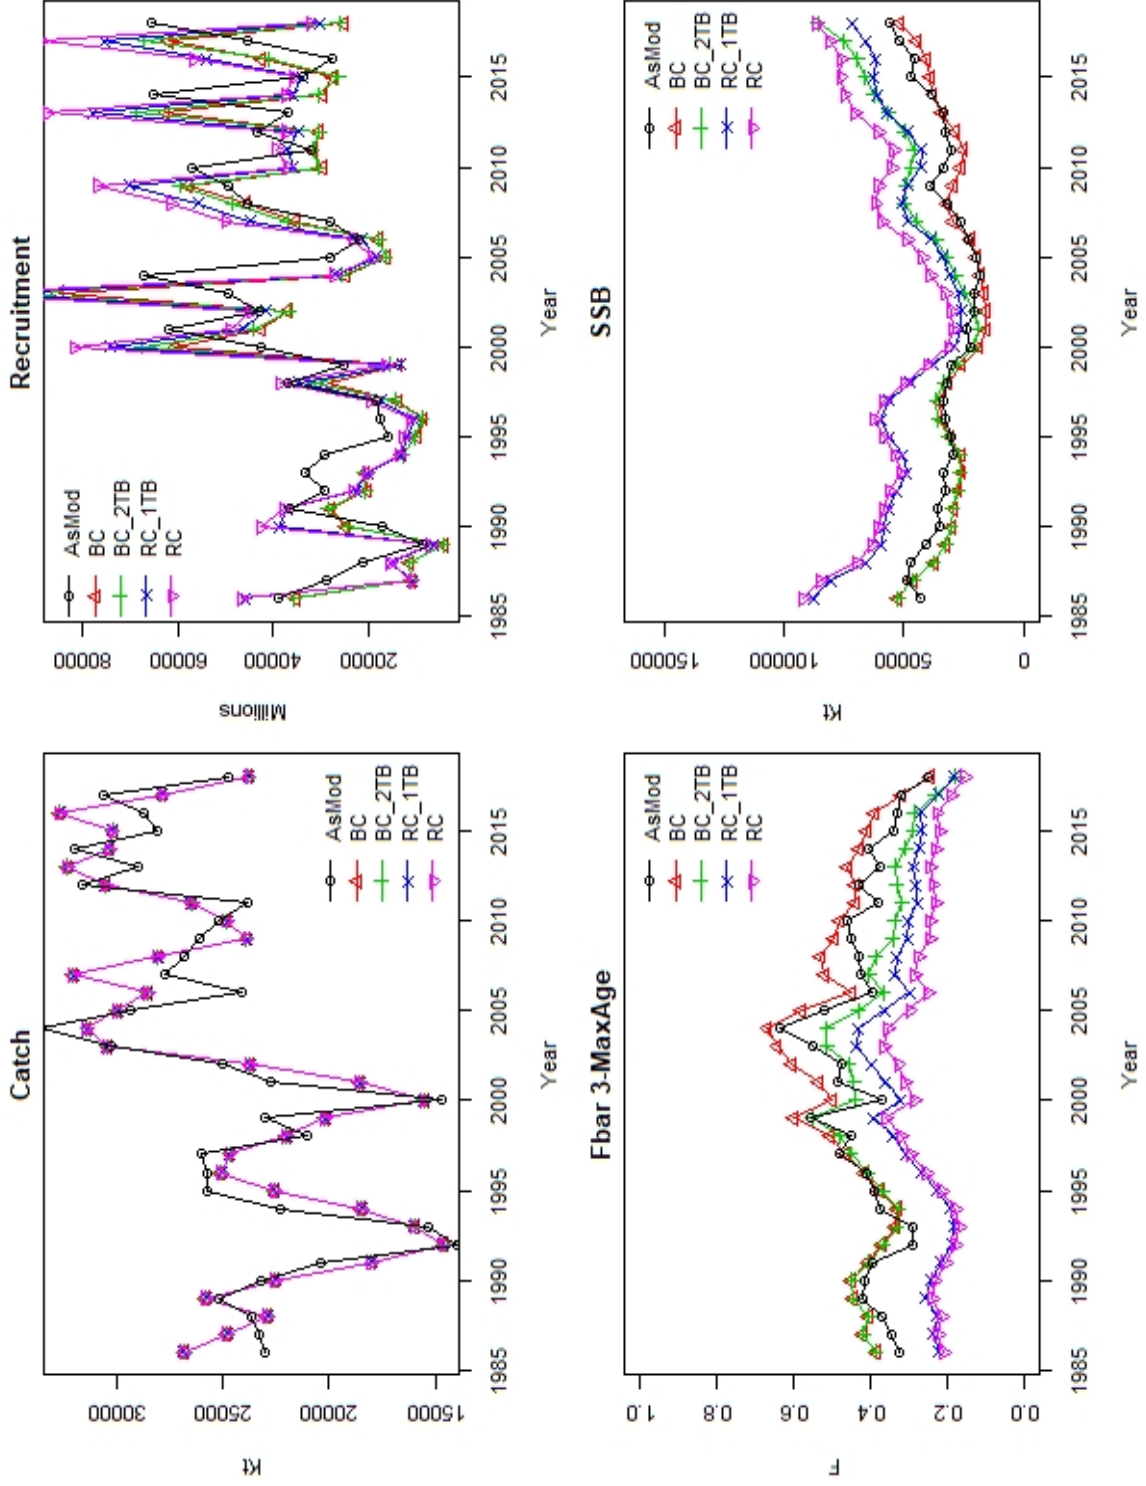 Catch
Kt
30000
25000
20000
15000
1985
1990
1995
2000
2005
2010
2015
Year
AsMod
BC
BC_2TB
RC_1TB
RC
Recruitment
Millions
80000
60000
40000
20000
1985
1990
1995
2000
2005
2010
2015
Year
AsMod
BC
BC_2TB
RC_1TB
RC
Fbar 3-MaxAge
F
1.0
0.8
0.6
0.4
0.2
0.0
1985
1990
1995
2000
2005
2010
2015
Year
AsMod
BC
BC_2TB
RC_1TB
RC
SSB
Kt
150000
100000
50000
0
1985
1990
1995
2000
2005
2010
2015
Year
AsMod
BC
BC_2TB
RC_1TB
RC